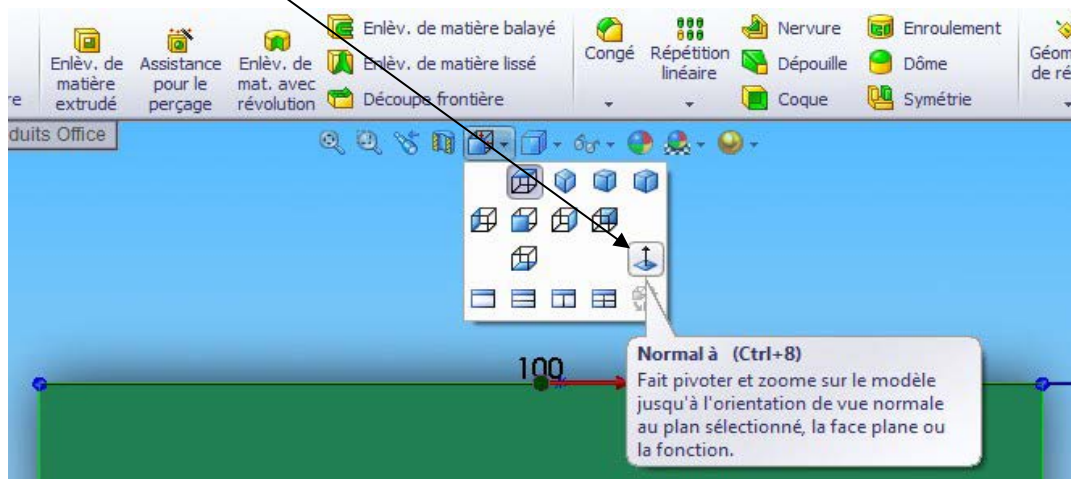 Enlèv. de matière extrudé
Assistance pour le perçage
Enlèv. de mat. avec révolution
Enlèv. de matière balayé
Enlèv. de matière lissé
Découpe frontière
Congé
Répétition linéaire
Nervure
Dépouille
Coque
Enroulement
Dôme
Symétrie
Géom
de ré
re
duits Office
100
Normal à (Ctrl+8)
Fait pivoter et zoome sur le modèle
jusqu'à l'orientation de vue normale
au plan sélectionné, la face plane ou
la fonction.